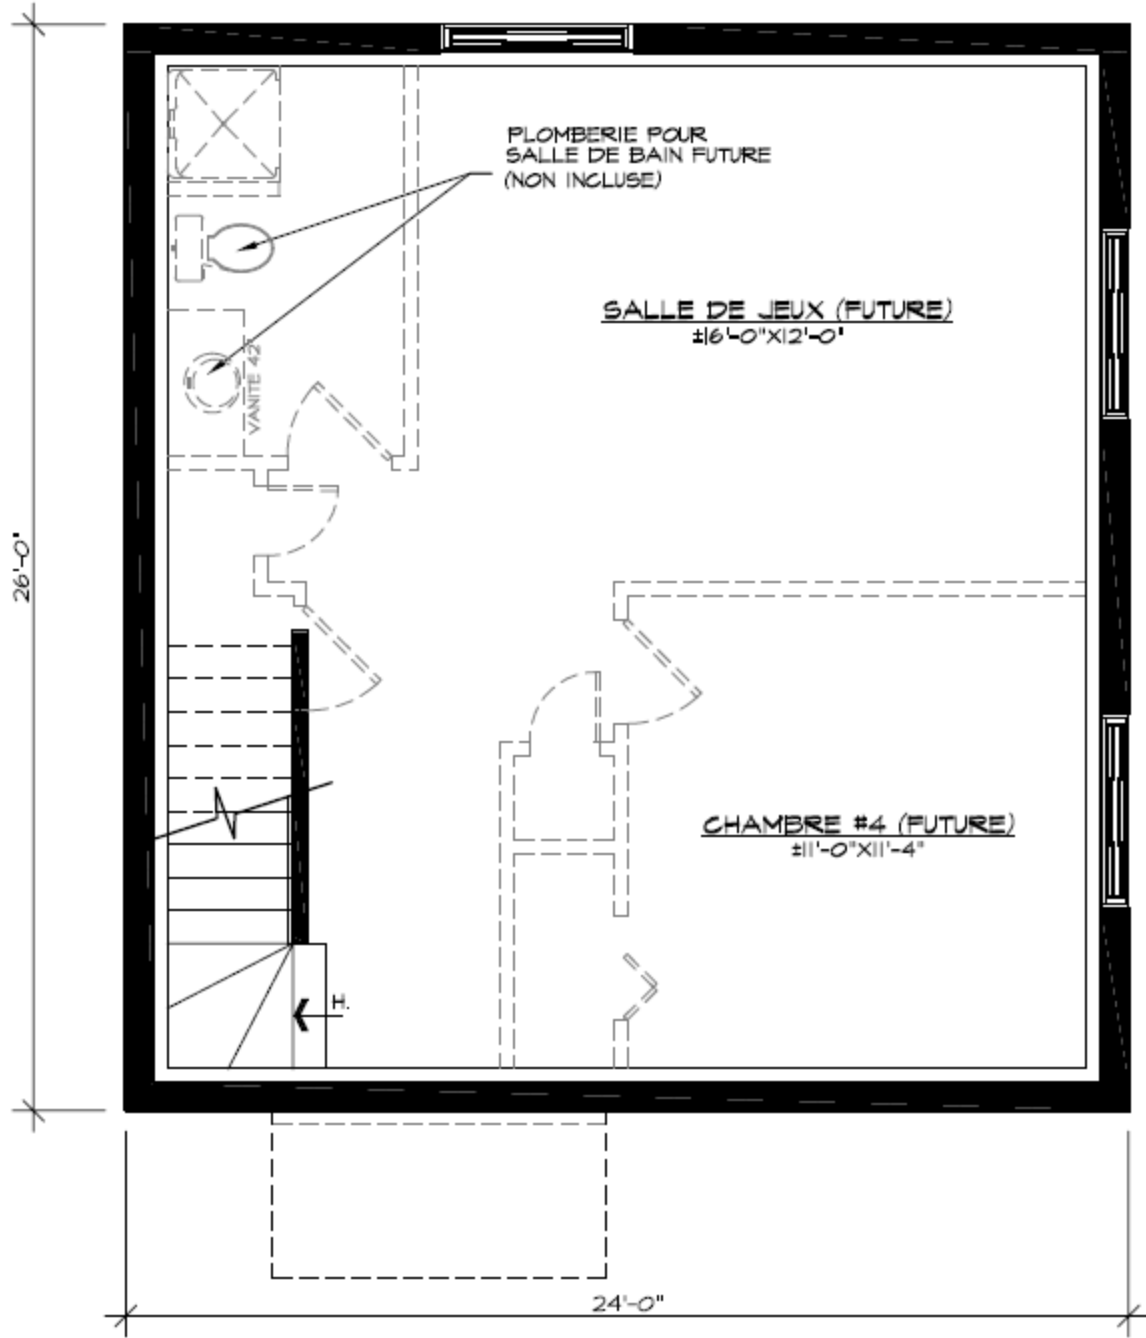 PLOMBERIE POUR
SALLE DE BAIN FUTURE
(NON INCLUSE)
SALLE DE JEUX (FUTURE)
±16'-0"X12'-0"
VANITE 42"
26'-0"
CHAMBRE #4 (FUTURE)
±11'-0"X11'-4"
H.
24'-0"